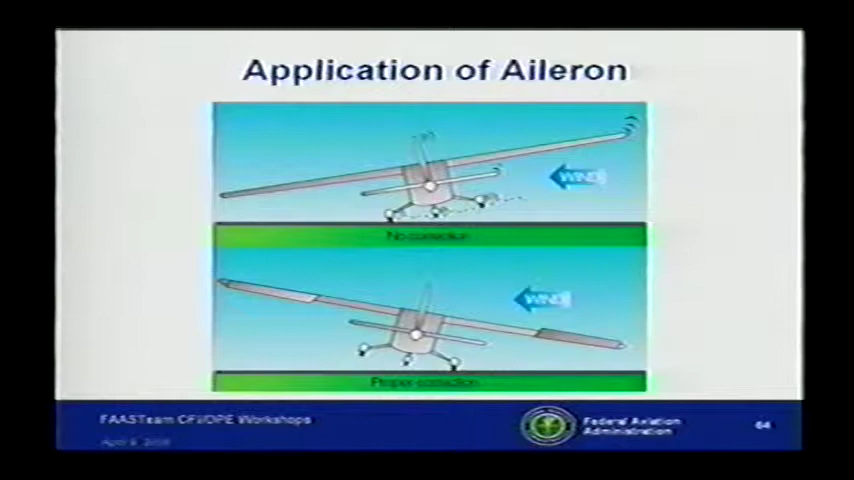 Application of Aileron
WIND
No correction
WIND
Proper correction
FAASTeam CFI/DPE Workshops
Federal Aviation
Administration
64